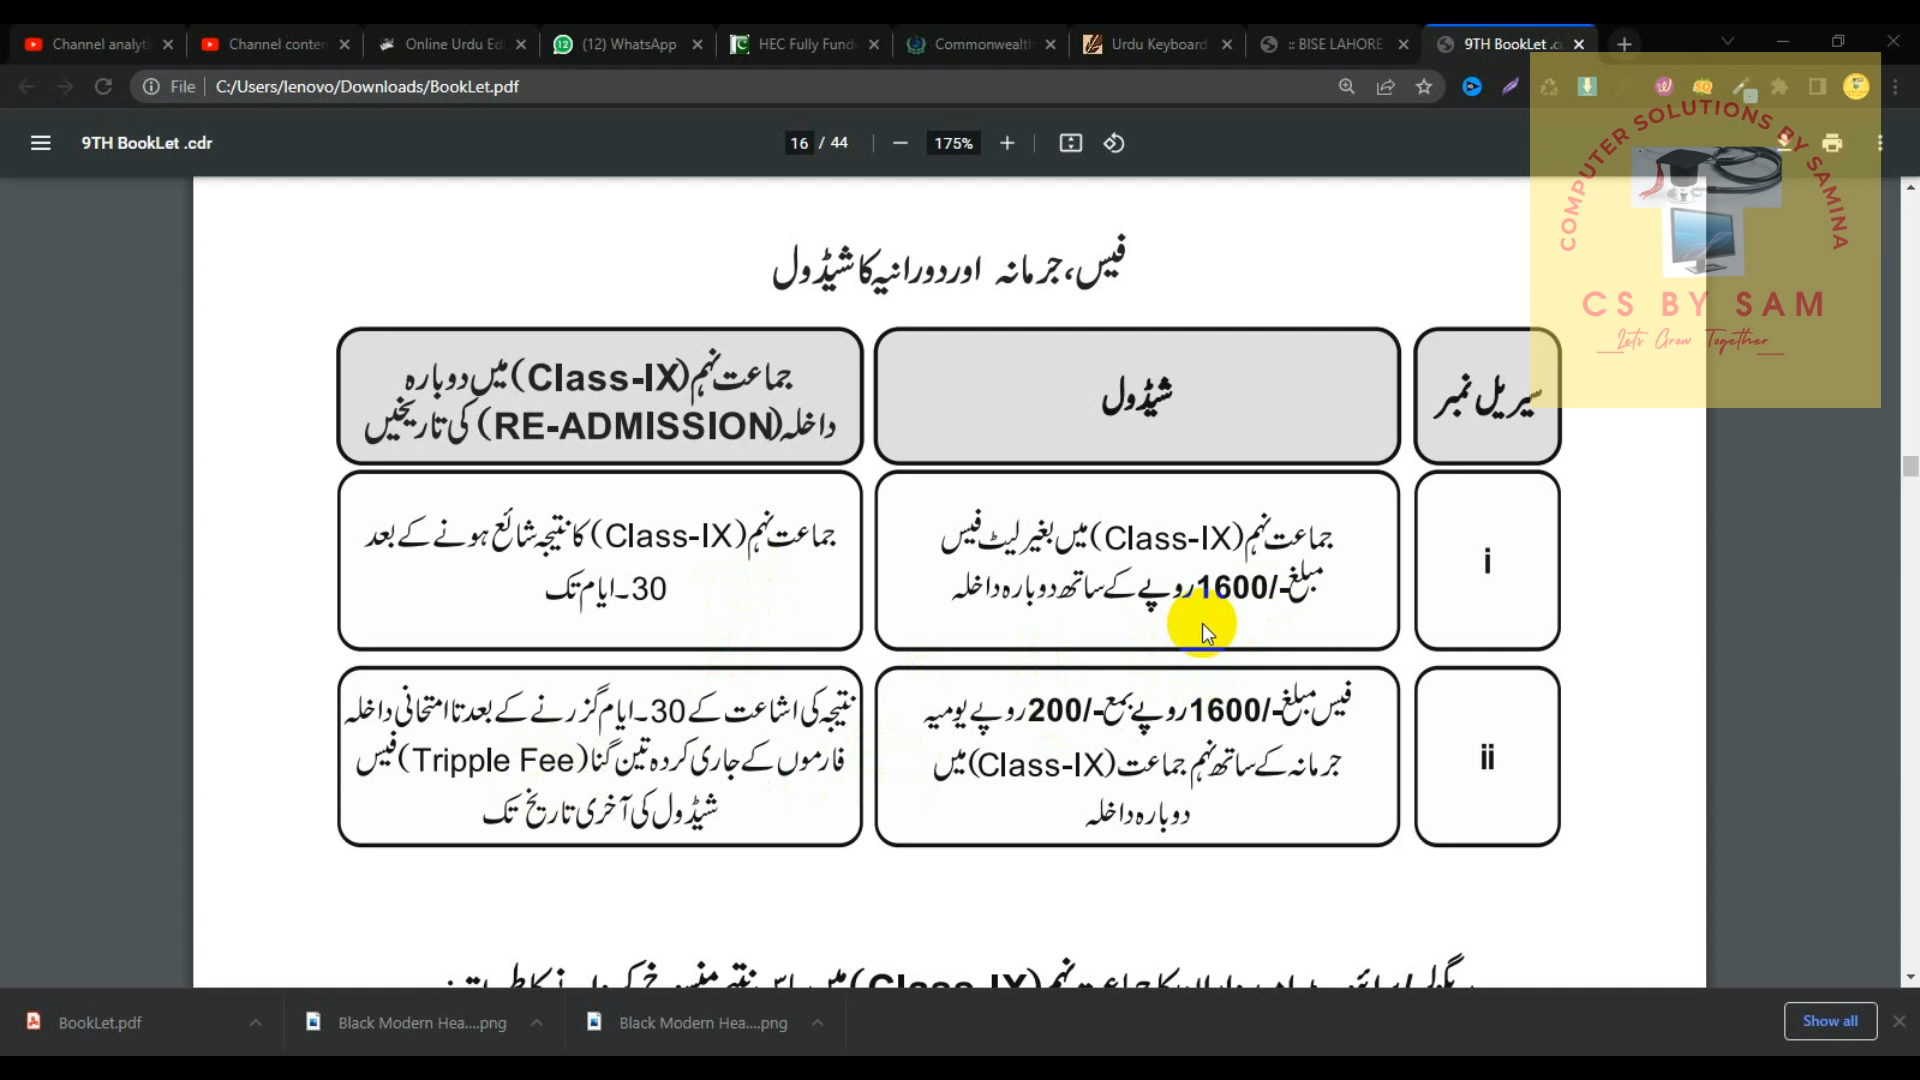 Channel analyti
Channel conten
Online Urdu Ed
(12) WhatsApp
HEC Fully Fund
Commonwealth
Urdu Keyboard
:: BISE LAHORE
9TH BookLet .c
File
C:/Users/lenovo/Downloads/BookLet.pdf
9TH BookLet .cdr
16 / 44
175%
COMPUTER SOLUTIONS BY SAMINA
CS BY SAM
Lets Grow Together
فیس، جرمانہ اور دورانیہ کا شیڈول
سیریل نمبر
شیڈول
جماعت نہم (Class-IX) میں دوبارہ
داخلہ (RE-ADMISSION) کی تاریخیں
i
جماعت نہم (Class-IX) میں بغیر لیٹ فیس
مبلغ -/1600 روپے کے ساتھ دوبارہ داخلہ
جماعت نہم (Class-IX) کا نتیجہ شائع ہونے کے بعد
30۔ ایام تک
ii
فیس مبلغ -/1600 روپے بمع -/200 روپے یومیہ
جرمانہ کے ساتھ نہم جماعت (Class-IX) میں
دوبارہ داخلہ
نتیجہ کی اشاعت کے 30۔ ایام گزرنے کے بعد تا امتحانی داخلہ
فارموں کے جاری کردہ تین گنا (Tripple Fee) فیس
شیڈول کی آخری تاریخ تک
BookLet.pdf
Black Modern Hea....png
Black Modern Hea....png
Show all